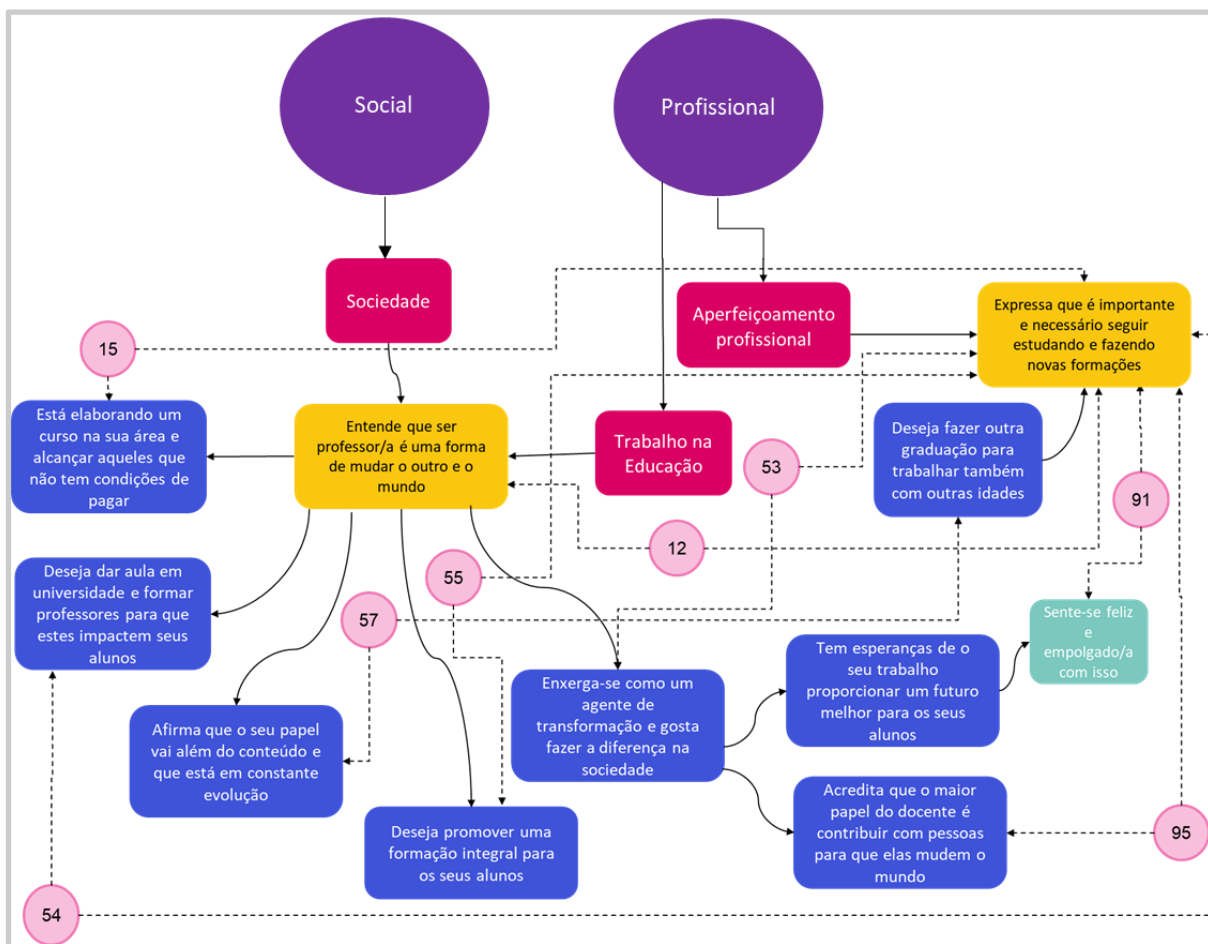 Social
Profissional
Sociedade
Aperfeiçoamento
profissional
Expressa que é importante
e necessário seguir
estudando e fazendo
novas formações
15
Está elaborando um
curso na sua área e
alcançar aqueles que
não tem condições de
pagar
Entende que ser
professor/a é uma forma
de mudar o outro e o
mundo
Trabalho na
Educação
53
Deseja fazer outra
graduação para
trabalhar também
com outras idades
91
12
Deseja dar aula em
universidade e formar
professores para que
estes impactem seus
alunos
55
57
Sente-se feliz
e
empolgado/a
com isso
Tem esperanças de o
seu trabalho
proporcionar um futuro
melhor para os seus
alunos
Enxerga-se como um
agente de
transformação e gosta
fazer a diferença na
sociedade
Afirma que o seu papel
vai além do conteúdo e
que está em constante
evolução
Acredita que o maior
papel do docente é
contribuir com pessoas
para que elas mudem o
mundo
95
Deseja promover uma
formação integral para
os seus alunos
54